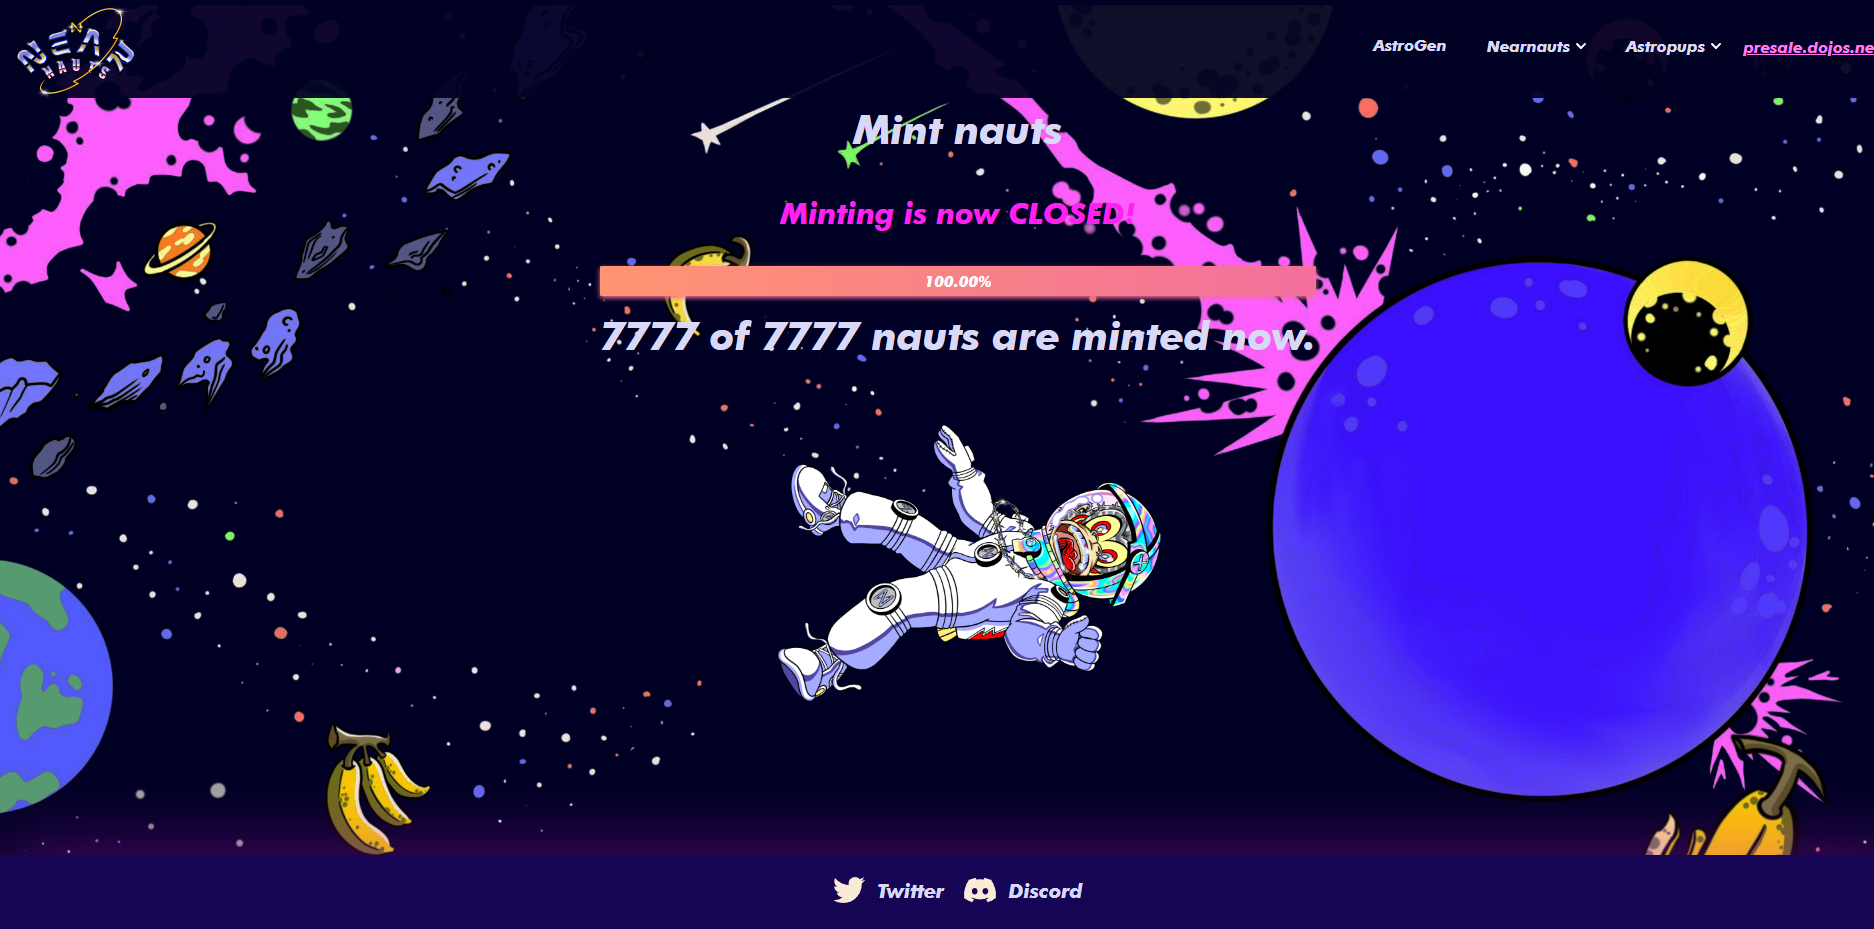 NEAR
NAUTS
AstroGen
Nearnauts
Astropups
presale.dojos.ne
Mint nauts
Minting is now CLOSED!
100.00%
7777 of 7777 nauts are minted now.
Twitter
Discord